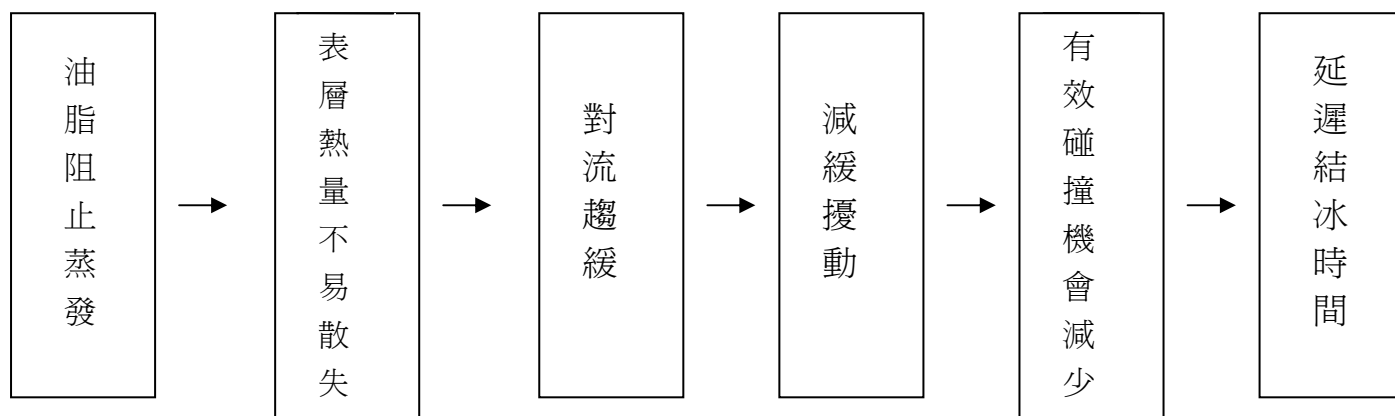 油脂阻止蒸發
表層熱量不易散失
對流趨緩
減緩擾動
有效碰撞機會減少
延遲結冰時間